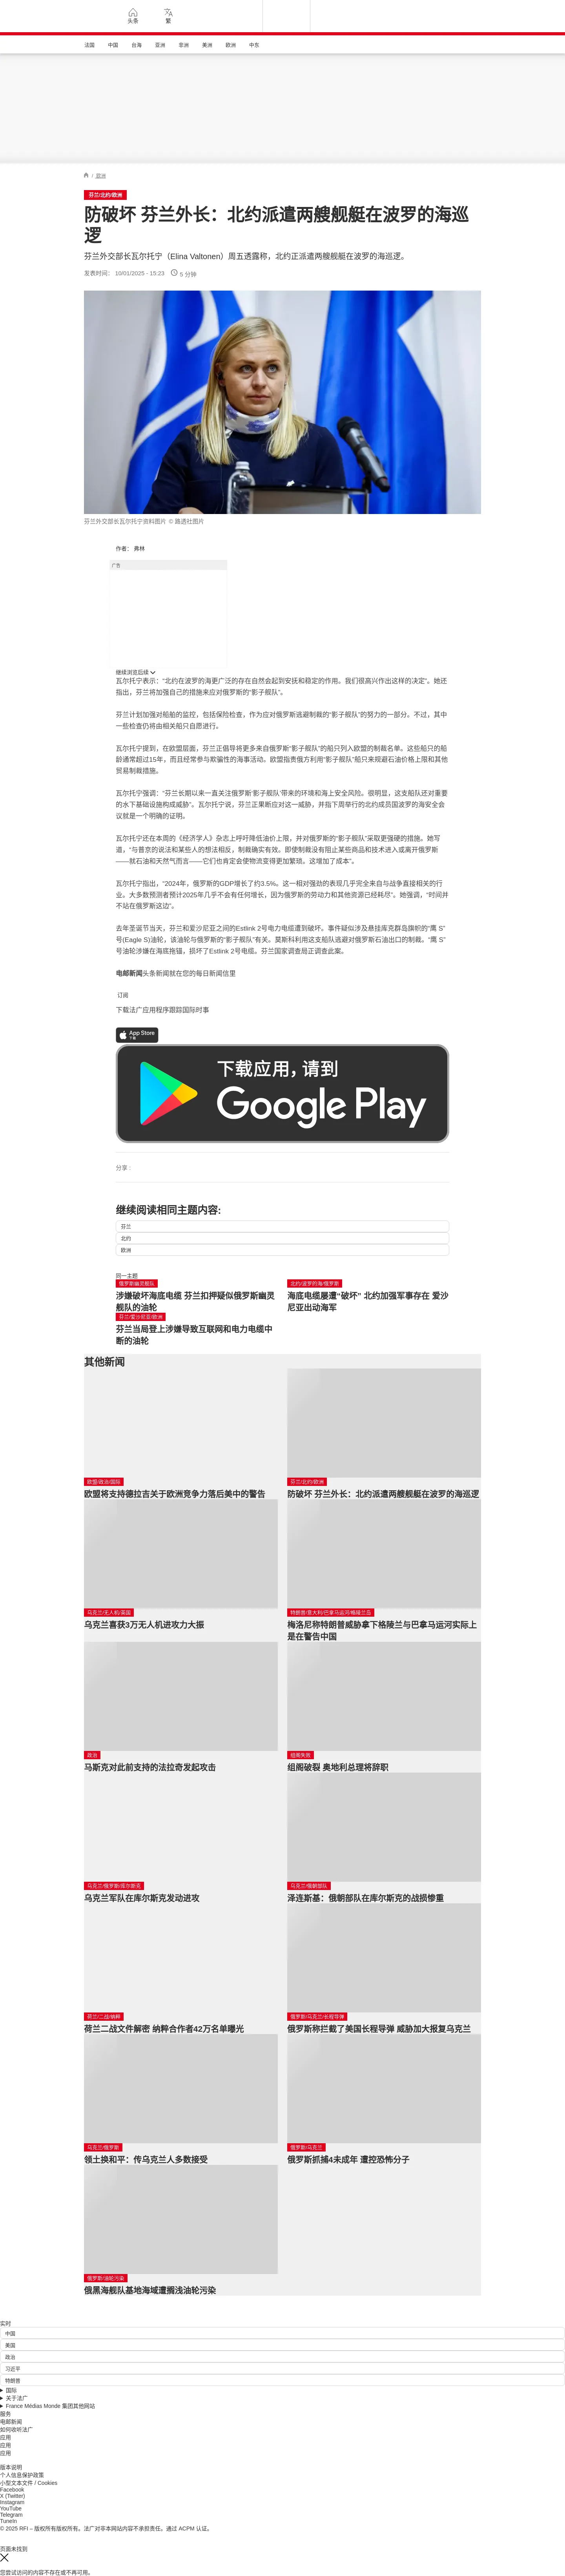 头条
繁
法国
中国
台海
亚洲
非洲
美洲
欧洲
中东
/ 欧洲
芬兰/北约/欧洲
防破坏 芬兰外长：北约派遣两艘舰艇在波罗的海巡
逻
芬兰外交部长瓦尔托宁（Elina Valtonen）周五透露称，北约正派遣两艘舰艇在波罗的海巡逻。
发表时间： 10/01/2025 - 15:23
5 分钟
芬兰外交部长瓦尔托宁资料图片 © 路透社图片
作者： 弗林
广告
继续浏览后续
瓦尔托宁表示：“北约在波罗的海更广泛的存在自然会起到安抚和稳定的作用。我们很高兴作出这样的决定”。她还
指出，芬兰将加强自己的措施来应对俄罗斯的“影子舰队”。
芬兰计划加强对船舶的监控，包括保险检查，作为应对俄罗斯逃避制裁的“影子舰队”的努力的一部分。不过，其中
一些检查仍将由相关船只自愿进行。
瓦尔托宁提到，在欧盟层面，芬兰正倡导将更多来自俄罗斯“影子舰队”的船只列入欧盟的制裁名单。这些船只的船
龄通常超过15年，而且经常参与欺骗性的海事活动。欧盟指责俄方利用“影子舰队”船只来规避石油价格上限和其他
贸易制裁措施。
瓦尔托宁强调：“芬兰长期以来一直关注俄罗斯‘影子舰队’带来的环境和海上安全风险。很明显，这支船队还对重要
的水下基础设施构成威胁”。瓦尔托宁说，芬兰正果断应对这一威胁，并指下周举行的北约成员国波罗的海安全会
议就是一个明确的证明。
瓦尔托宁还在本周的《经济学人》杂志上呼吁降低油价上限，并对俄罗斯的“影子舰队”采取更强硬的措施。她写
道，“与普京的说法和某些人的想法相反，制裁确实有效。即使制裁没有阻止某些商品和技术进入或离开俄罗斯
——就石油和天然气而言——它们也肯定会使物流变得更加繁琐。这增加了成本”。
瓦尔托宁指出，“2024年，俄罗斯的GDP增长了约3.5%。这一相对强劲的表现几乎完全来自与战争直接相关的行
业。大多数预测者预计2025年几乎不会有任何增长，因为俄罗斯的劳动力和其他资源已经耗尽”。她强调，“时间并
不站在俄罗斯这边”。
去年圣诞节当天，芬兰和爱沙尼亚之间的Estlink 2号电力电缆遭到破坏。事件疑似涉及悬挂库克群岛旗帜的“鹰 S”
号(Eagle S)油轮，该油轮与俄罗斯的“影子舰队”有关。莫斯科利用这支船队逃避对俄罗斯石油出口的制裁。“鹰 S”
号油轮涉嫌在海底拖锚，损坏了Estlink 2号电缆。芬兰国家调查局正调查此案。
电邮新闻头条新闻就在您的每日新闻信里
订阅
下载法广应用程序跟踪国际时事
App Store
下载
下载应用，请到
Google Play
分享 :
继续阅读相同主题内容:
芬兰
北约
欧洲
同一主题
俄罗斯幽灵舰队
涉嫌破坏海底电缆 芬兰扣押疑似俄罗斯幽灵
舰队的油轮
北约/波罗的海/俄罗斯
海底电缆屡遭“破坏” 北约加强军事存在 爱沙
尼亚出动海军
芬兰/爱沙尼亚/欧洲
芬兰当局登上涉嫌导致互联网和电力电缆中
断的油轮
其他新闻
欧盟/政治/国际
欧盟将支持德拉吉关于欧洲竞争力落后美中的警告
芬兰/北约/欧洲
防破坏 芬兰外长：北约派遣两艘舰艇在波罗的海巡逻
乌克兰/无人机/英国
乌克兰喜获3万无人机进攻力大振
特朗普/意大利/巴拿马运河/格陵兰岛
梅洛尼称特朗普威胁拿下格陵兰与巴拿马运河实际上
是在警告中国
政治
马斯克对此前支持的法拉奇发起攻击
组阁失败
组阁破裂 奥地利总理将辞职
乌克兰/俄罗斯/库尔斯克
乌克兰军队在库尔斯克发动进攻
乌克兰/俄朝部队
泽连斯基：俄朝部队在库尔斯克的战损惨重
荷兰/二战/纳粹
荷兰二战文件解密 纳粹合作者42万名单曝光
俄罗斯/乌克兰/长程导弹
俄罗斯称拦截了美国长程导弹 威胁加大报复乌克兰
乌克兰/俄罗斯
领土换和平：传乌克兰人多数接受
俄罗斯/乌克兰
俄罗斯抓捕4未成年 遭控恐怖分子
俄罗斯/油轮污染
俄黑海舰队基地海域遭搁浅油轮污染
实时
中国
美国
政治
习近平
特朗普
国际
关于法广
France Médias Monde 集团其他网站
服务
电邮新闻
如何收听法广
应用
应用
应用
版本说明
个人信息保护政策
小型文本文件 / Cookies
Facebook
X (Twitter)
Instagram
YouTube
Telegram
TuneIn
© 2025 RFI – 版权所有版权所有。法广对非本网站内容不承担责任。通过 ACPM 认证。
页面未找到
您尝试访问的内容不存在或不再可用。